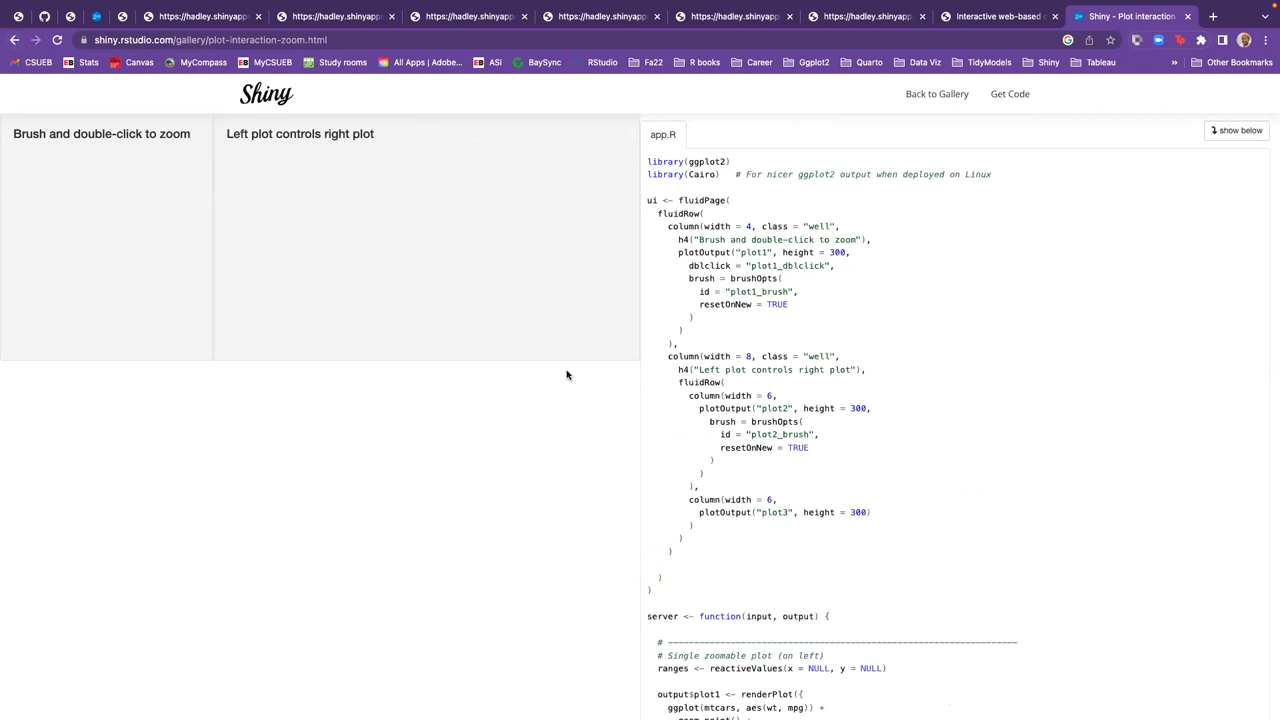 https://hadley.shinyapps
https://hadley.shinyapp
https://hadley.shinyapps
https://hadley.shinyapps
https://hadley.shinyapps
https://hadley.shinyapp
Interactive web-based
Shiny - Plot interaction
shiny.rstudio.com/gallery/plot-interaction-zoom.html
CSUEB
Stats
Canvas
MyCompass
MyCSUEB
Study rooms
All Apps | Adobe...
ASI
BaySync
RStudio
Fa22
R books
Career
Ggplot2
Quarto
Data Viz
TidyModels
Shiny
Tableau
»
Other Bookmarks
Shiny
Back to Gallery
Get Code
Brush and double-click to zoom
Left plot controls right plot
app.R
show below
library(ggplot2)
library(Cairo)   # For nicer ggplot2 output when deployed on Linux
ui <- fluidPage(
fluidRow(
column(width = 4, class = "well",
h4("Brush and double-click to zoom"),
plotOutput("plot1", height = 300,
dblclick = "plot1_dblclick",
brush = brushOpts(
id = "plot1_brush",
resetOnNew = TRUE
)
)
),
column(width = 8, class = "well",
h4("Left plot controls right plot"),
fluidRow(
column(width = 6,
plotOutput("plot2", height = 300,
brush = brushOpts(
id = "plot2_brush",
resetOnNew = TRUE
)
)
),
column(width = 6,
plotOutput("plot3", height = 300)
)
)
)
)
)
server <- function(input, output) {
# -------------------------------------------------------------------
# Single zoomable plot (on left)
ranges <- reactiveValues(x = NULL, y = NULL)
output$plot1 <- renderPlot({
ggplot(mtcars, aes(wt, mpg)) +
geom_point() +